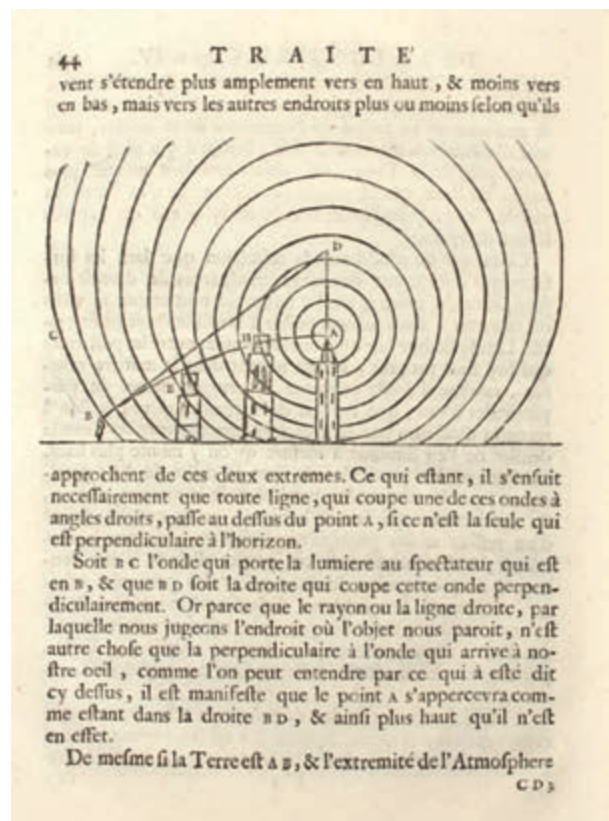 44 TRAITE'
vent s'étendre plus amplement vers en haut, & moins vers
en bas, mais vers les autres endroits plus ou moins ſelon qu'ils
D
A
C
H
E
B
approchent de ces deux extremes. Ce qui eſtant, il s'enſuit
neceſſairement que toute ligne, qui coupe une de ces ondes à
angles droits, paſſe au deſſus du point A, ſi ce n'eſt la ſeule qui
eſt perpendiculaire à l'horizon.
Soit B C l'onde qui porte la lumiere au ſpectateur qui eſt
en B, & que B D ſoit la droite qui coupe cette onde perpen-
diculairement. Or parce que le rayon ou la ligne droite, par
laquelle nous jugeons l'endroit où l'objet nous paroit, n'eſt
autre choſe que la perpendiculaire à l'onde qui arrive à no-
ſtre oeil, comme l'on peut entendre par ce qui à eſté dit
cy deſſus, il eſt manifeſte que le point A s'appercevra com-
me eſtant dans la droite B D, & ainſi plus haut qu'il n'eſt
en effet.
De meſme ſi la Terre eſt A B, & l'extremité de l'Atmoſphere
C D 3